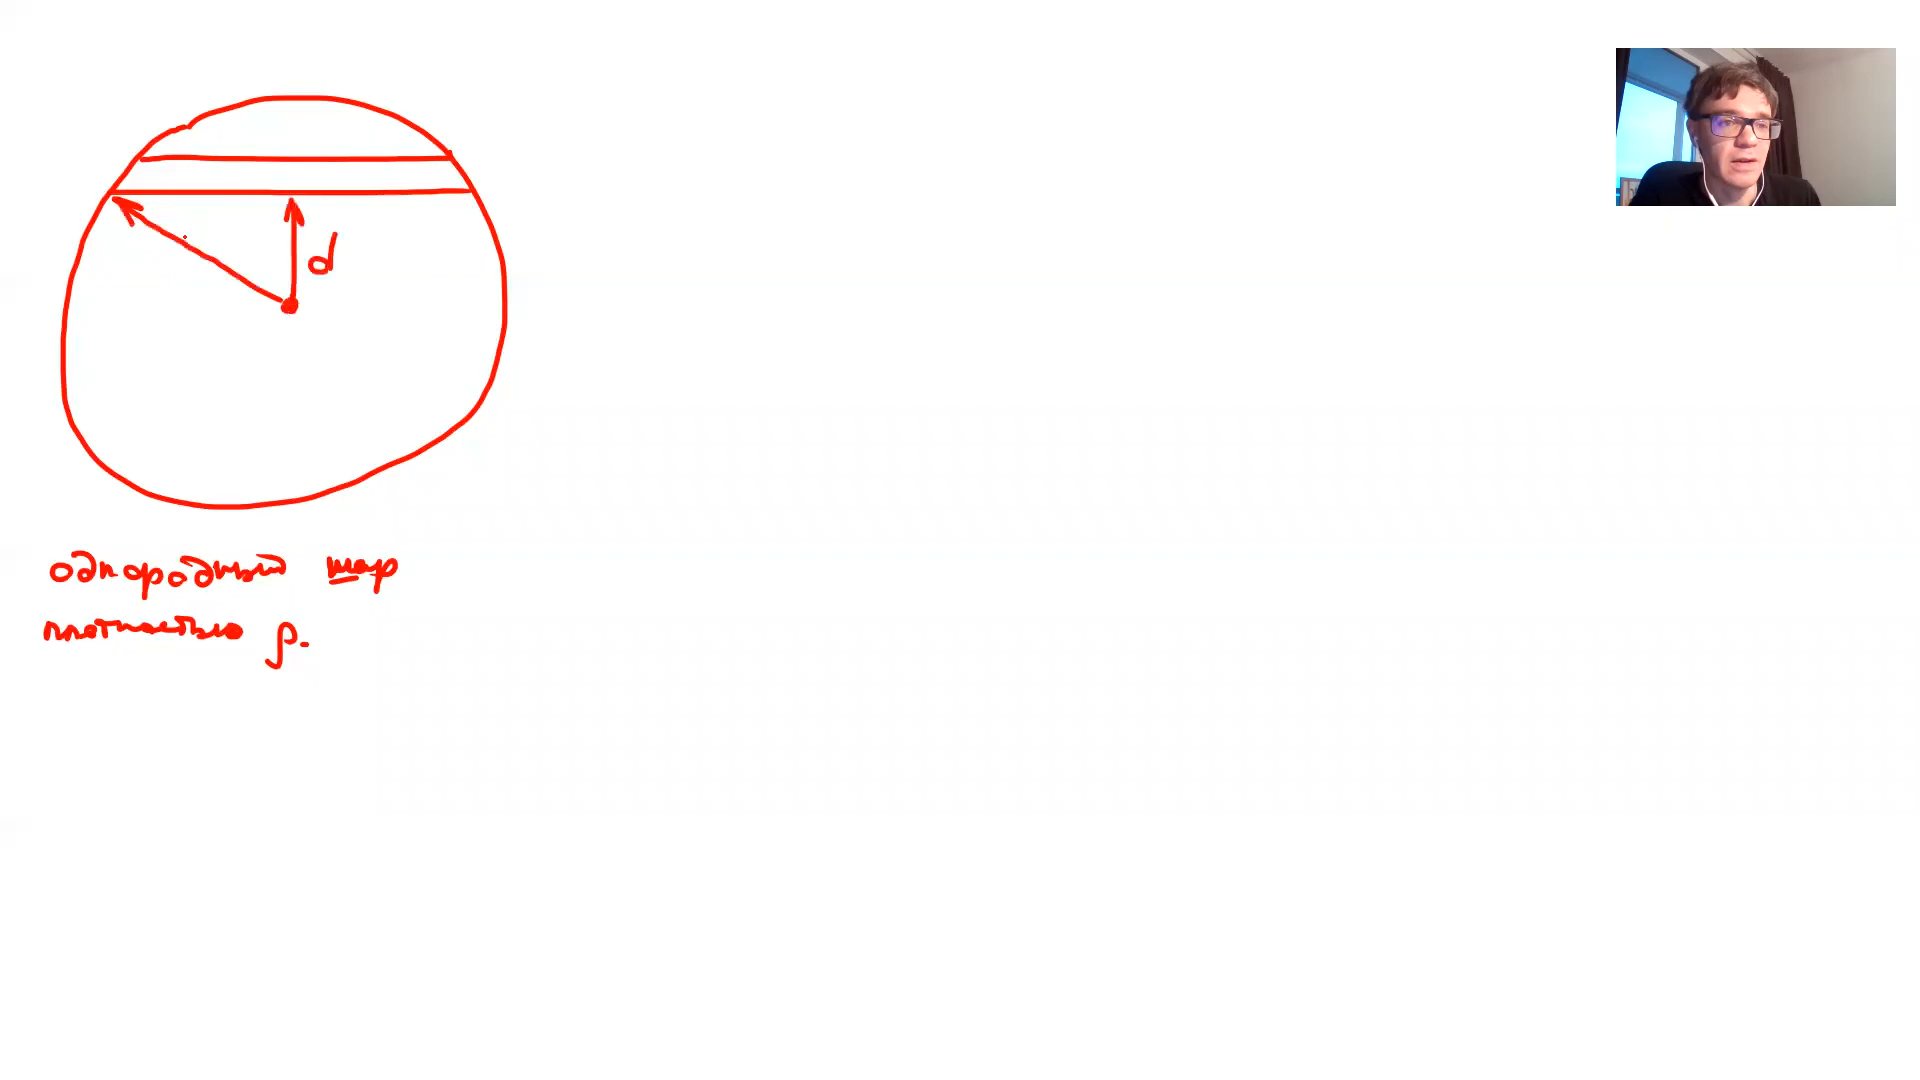 d
однородный шар
плотностью ρ.